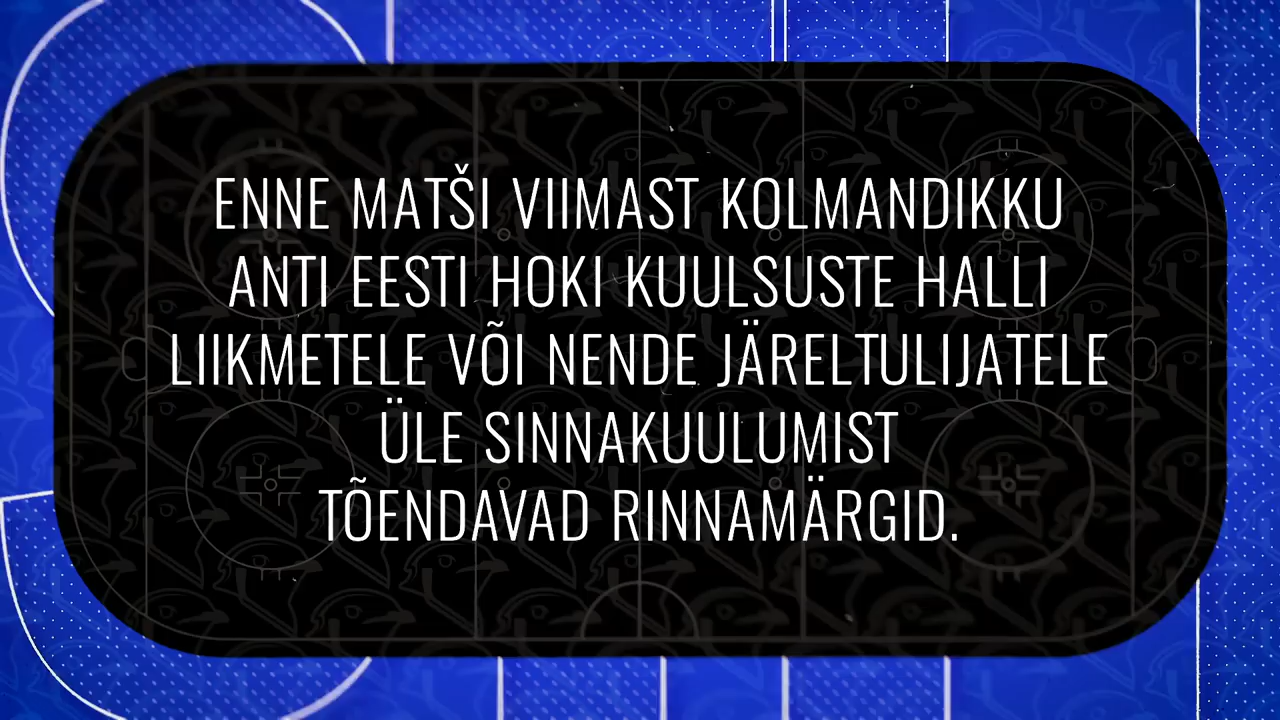 ENNE MATŠI VIIMAST KOLMANDIKKU
ANTI EESTI HOKI KUULSUSTE HALLI
LIIKMETELE VÕI NENDE JÄRELTULIJATELE
ÜLE SINNAKUULUMIST
TÕENDAVAD RINNAMÄRGID.